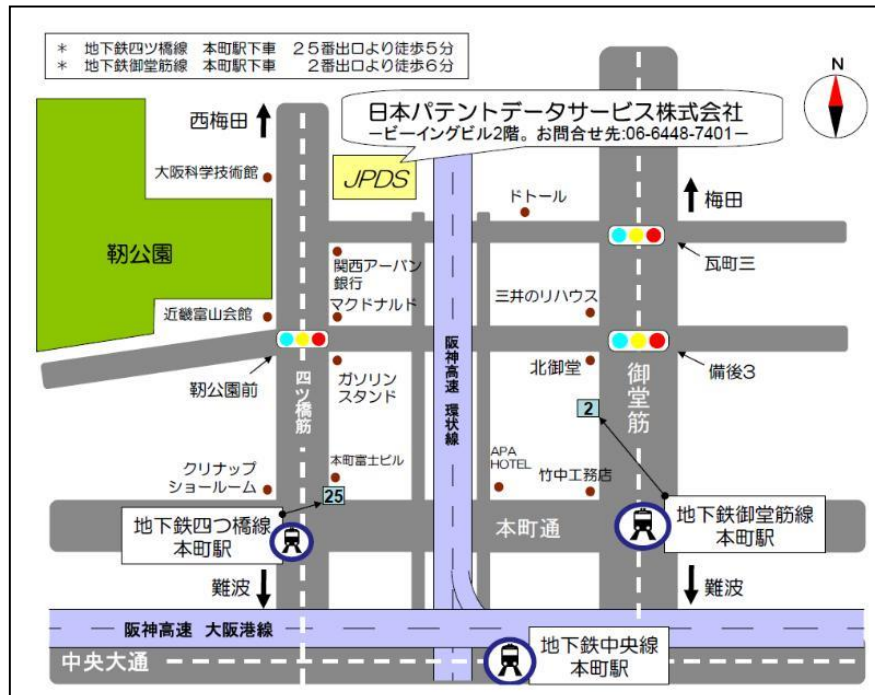 * 地下鉄四ツ橋線 本町駅下車 25番出口より徒歩5分
* 地下鉄御堂筋線 本町駅下車 2番出口より徒歩6分
N
西梅田
日本パテントデータサービス株式会社
－ビーイングビル2階。お問合せ先:06-6448-7401－
大阪科学技術館
JPDS
ドトール
梅田
靭公園
関西アーバン
銀行
瓦町三
マクドナルド
三井のリハウス
近畿富山会館
阪神高速 環状線
靭公園前
四ツ橋筋
ガソリン
スタンド
北御堂
御堂筋
備後3
2
クリナップ
ショールーム
本町富士ビル
25
APA
HOTEL
竹中工務店
地下鉄四つ橋線
本町駅
本町通
地下鉄御堂筋線
本町駅
難波
難波
阪神高速 大阪港線
中央大通
地下鉄中央線
本町駅